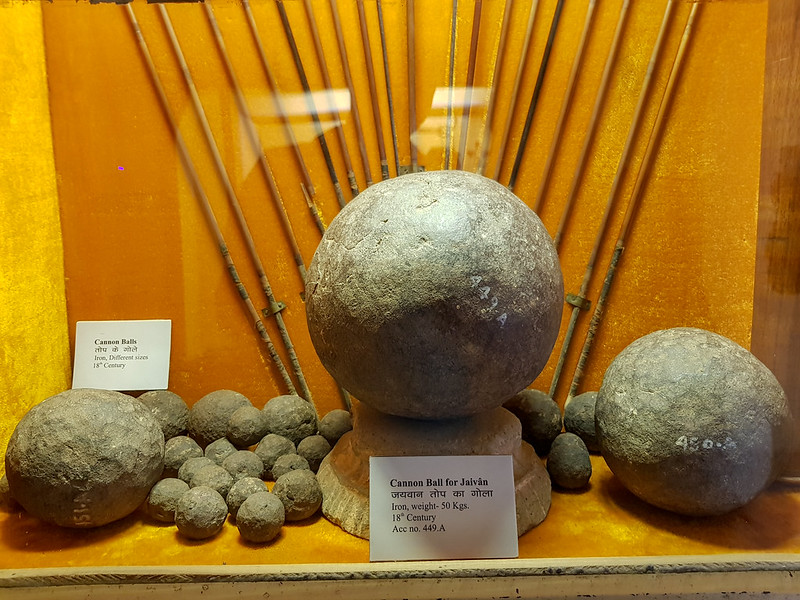 Cannon Balls
तोप के गोले
Iron, Different sizes
18th Century
449.A
450.A
Cannon Ball for Jaivān
जयवान तोप का गोला
Iron, weight- 50 Kgs.
18th Century
Acc no. 449.A